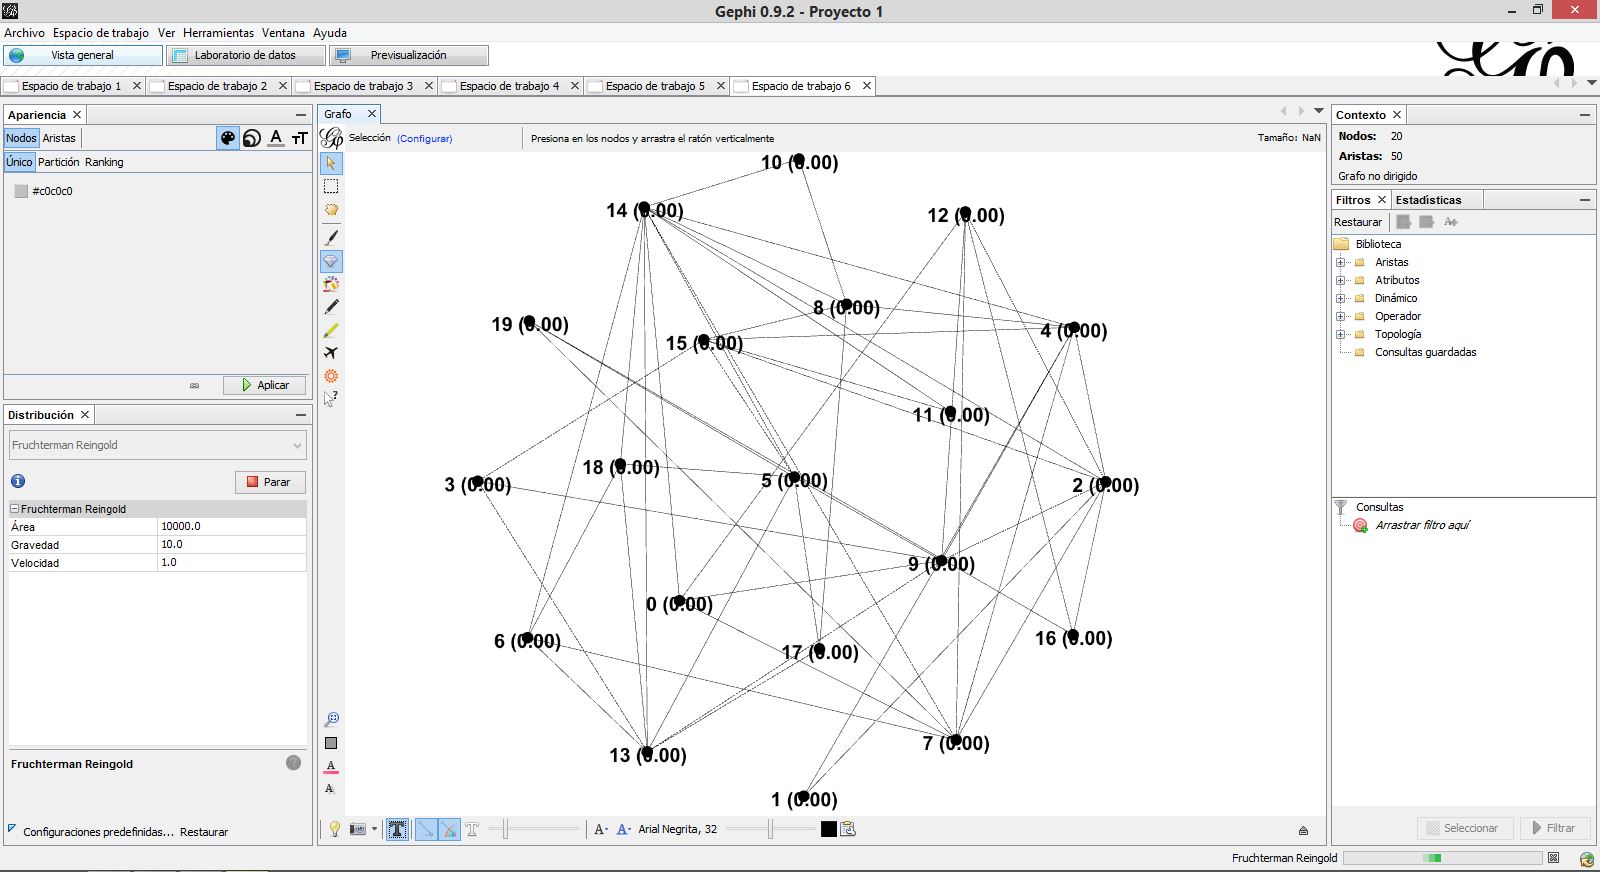 Gephi 0.9.2 - Proyecto 1
Archivo Espacio de trabajo Ver Herramientas Ventana Ayuda
Vista general Laboratorio de datos Previsualización
Espacio de trabajo 1 Espacio de trabajo 2 Espacio de trabajo 3 Espacio de trabajo 4 Espacio de trabajo 5 Espacio de trabajo 6
Apariencia
Nodos Aristas
Único Partición Ranking
#c0c0c0
Aplicar
Distribución
Fruchterman Reingold
Parar
Fruchterman Reingold
Área 10000.0
Gravedad 10.0
Velocidad 1.0
Fruchterman Reingold
Configuraciones predefinidas... Restaurar
Grafo
Selección (Configurar) Presiona en los nodos y arrastra el ratón verticalmente Tamaño: NaN
10 (0.00)
14 (0.00)
12 (0.00)
8 (0.00)
19 (0.00)
4 (0.00)
15 (0.00)
11 (0.00)
18 (0.00)
5 (0.00)
3 (0.00)
2 (0.00)
9 (0.00)
0 (0.00)
16 (0.00)
6 (0.00)
17 (0.00)
7 (0.00)
13 (0.00)
1 (0.00)
Arial Negrita, 32
Contexto
Nodos: 20
Aristas: 50
Grafo no dirigido
Filtros Estadísticas
Restaurar
Biblioteca
Aristas
Atributos
Dinámico
Operador
Topología
Consultas guardadas
Consultas
Arrastrar filtro aquí
Seleccionar Filtrar
Fruchterman Reingold